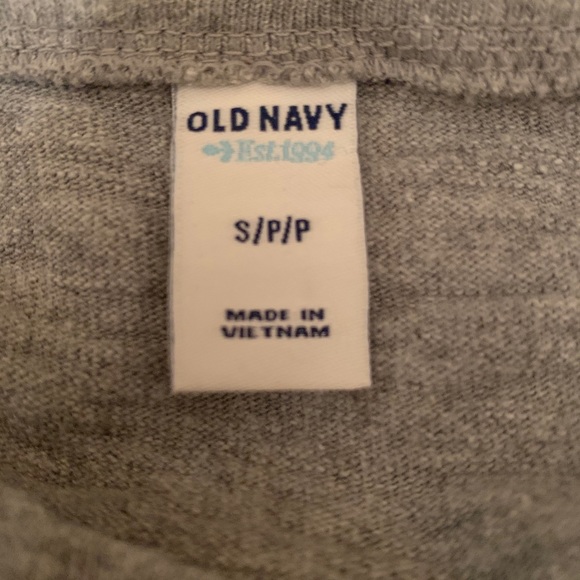 OLD NAVY
Est.1994
S/P/P
MADE IN
VIETNAM